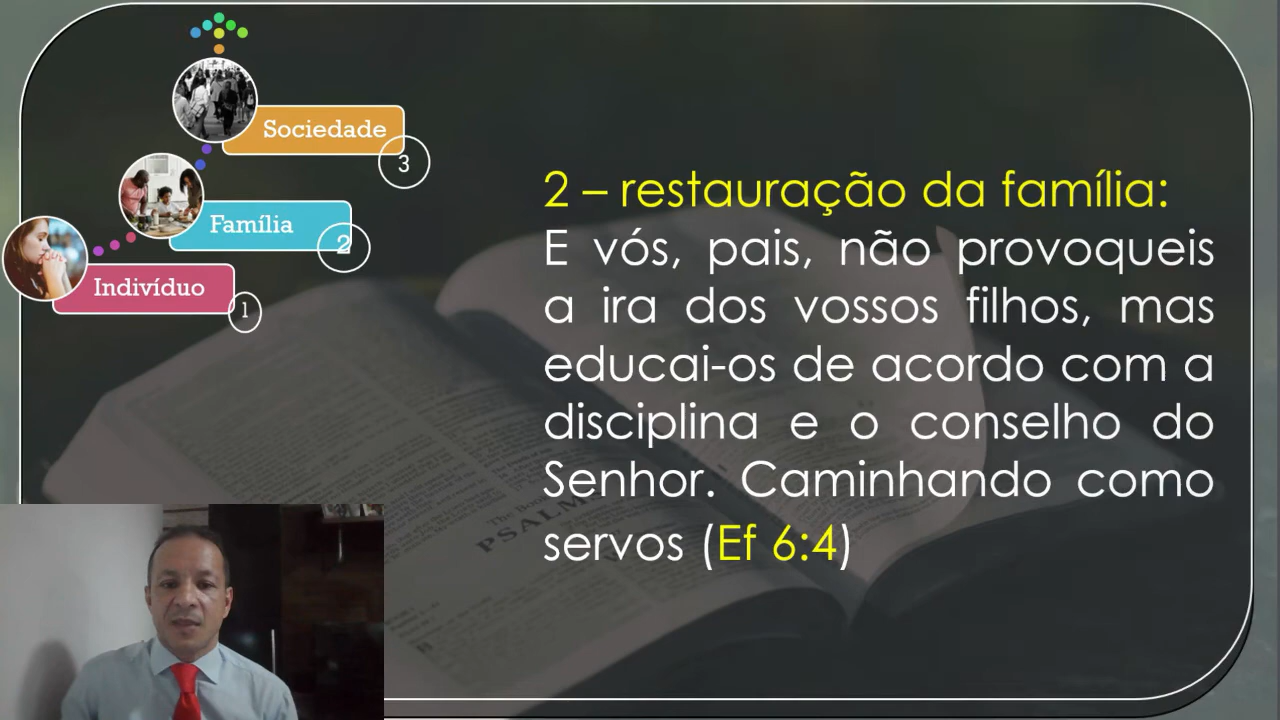 Sociedade
3
Família
2
Indivíduo
1
2 – restauração da família:
E vós, pais, não provoqueis
a ira dos vossos filhos, mas
educai-os de acordo com a
disciplina e o conselho do
Senhor. Caminhando como
servos (Ef 6:4)
PSALMS